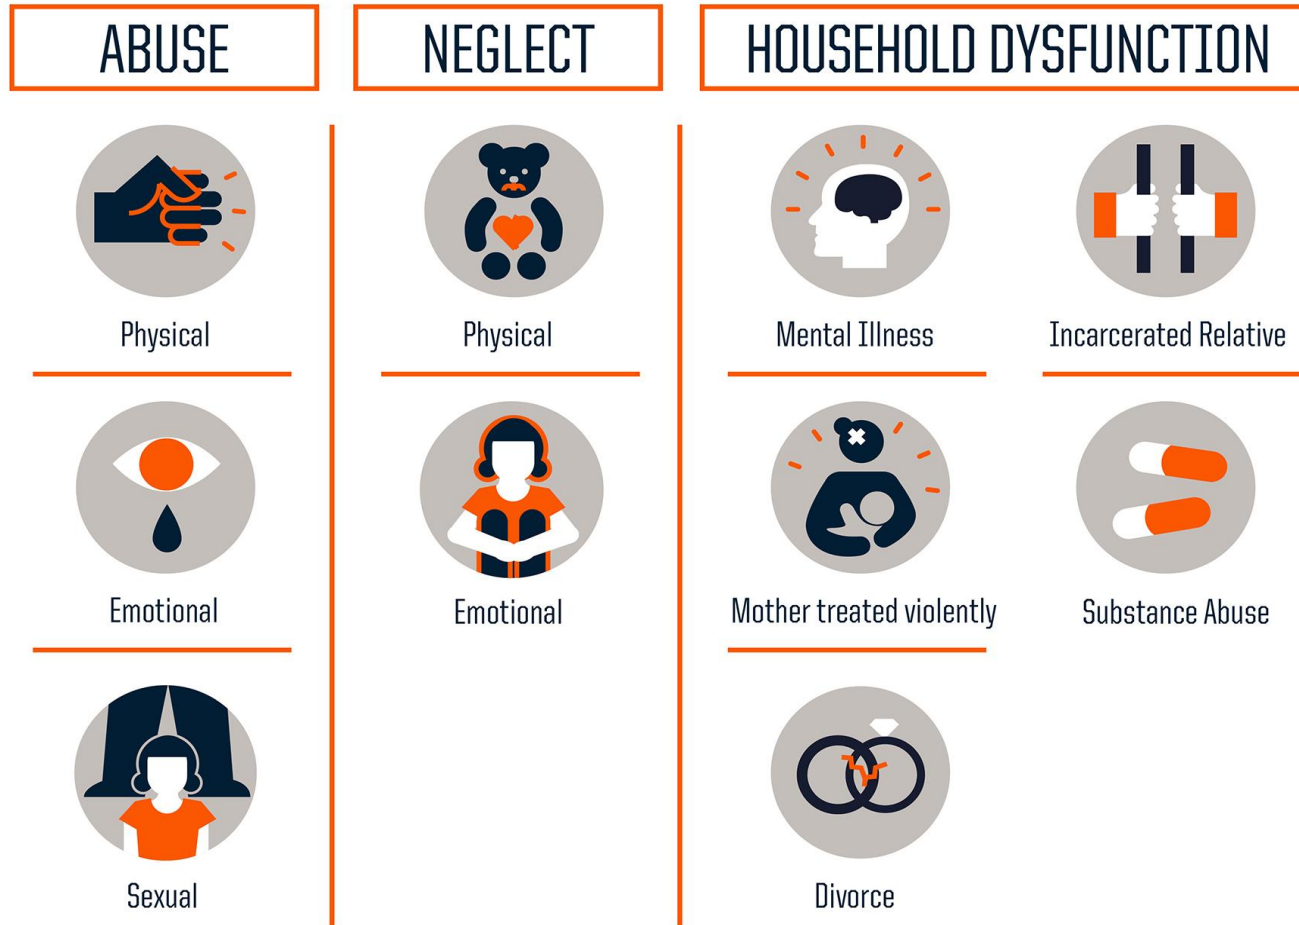 ABUSE
NEGLECT
HOUSEHOLD DYSFUNCTION
Physical
Physical
Mental Illness
Incarcerated Relative
Emotional
Emotional
Mother treated violently
Substance Abuse
Sexual
Divorce